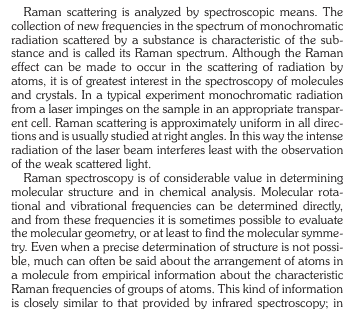 Raman scattering is analyzed by spectroscopic means. The
collection of new frequencies in the spectrum of monochromatic
radiation scattered by a substance is characteristic of the sub-
stance and is called its Raman spectrum. Although the Raman
effect can be made to occur in the scattering of radiation by
atoms, it is of greatest interest in the spectroscopy of molecules
and crystals. In a typical experiment monochromatic radiation
from a laser impinges on the sample in an appropriate transpar-
ent cell. Raman scattering is approximately uniform in all direc-
tions and is usually studied at right angles. In this way the intense
radiation of the laser beam interferes least with the observation
of the weak scattered light.
Raman spectroscopy is of considerable value in determining
molecular structure and in chemical analysis. Molecular rota-
tional and vibrational frequencies can be determined directly,
and from these frequencies it is sometimes possible to evaluate
the molecular geometry, or at least to find the molecular symme-
try. Even when a precise determination of structure is not possi-
ble, much can often be said about the arrangement of atoms in
a molecule from empirical information about the characteristic
Raman frequencies of groups of atoms. This kind of information
is closely similar to that provided by infrared spectroscopy; in